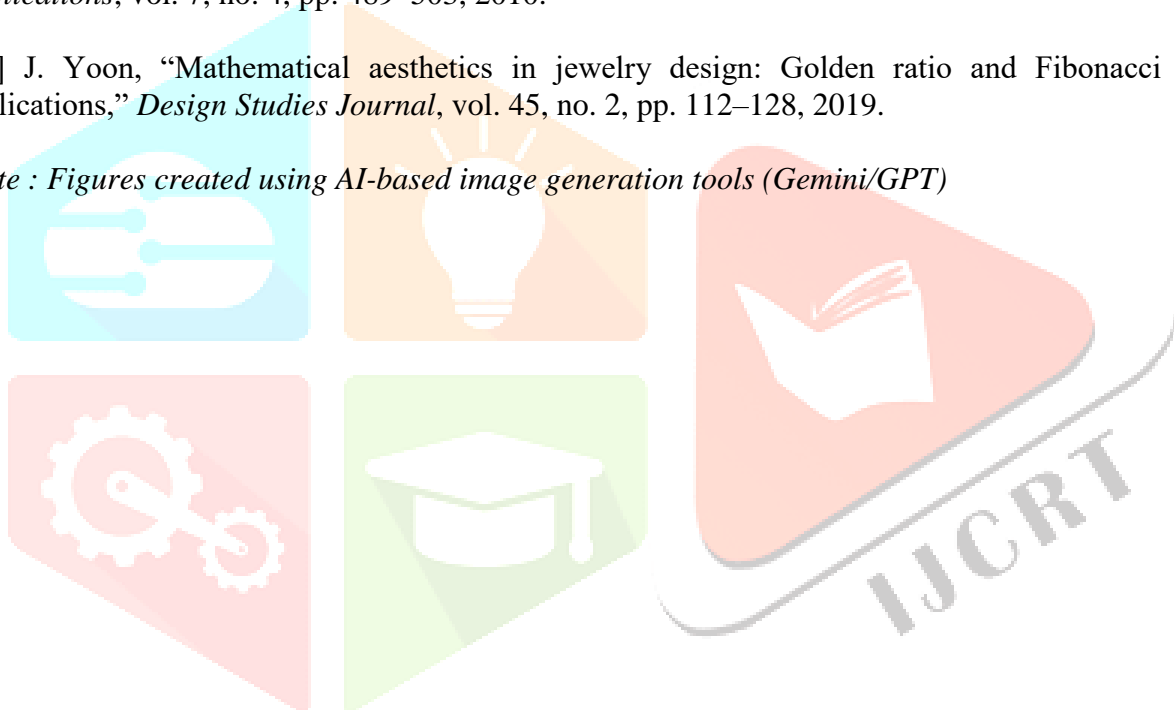 lications, vol. 7, no. 4, pp. 489–503, 2016.
] J. Yoon, “Mathematical aesthetics in jewelry design: Golden ratio and Fibonacci
lications,” Design Studies Journal, vol. 45, no. 2, pp. 112–128, 2019.
te : Figures created using AI-based image generation tools (Gemini/GPT)
IJCRT